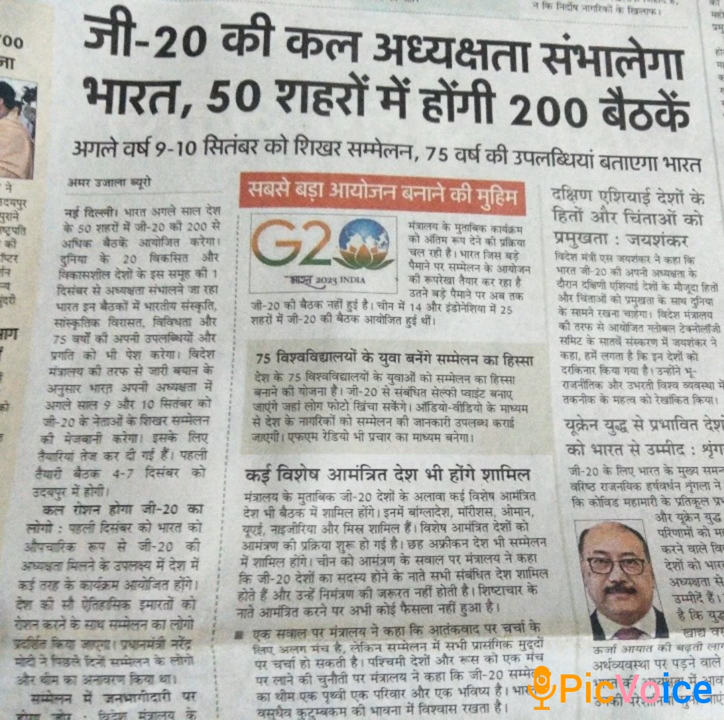 न कि निर्दोष नागरिकों के खिलाफ।
जी-20 की कल अध्यक्षता संभालेगा
भारत, 50 शहरों में होंगी 200 बैठकें
अगले वर्ष 9-10 सितंबर को शिखर सम्मेलन, 75 वर्ष की उपलब्धियां बताएगा भारत
अमर उजाला ब्यूरो
नई दिल्ली। भारत अगले साल देश
के 50 शहरों में जी-20 की 200 से
अधिक बैठकें आयोजित करेगा।
दुनिया के 20 विकसित और
विकासशील देशों के इस समूह की 1
दिसंबर से अध्यक्षता संभालने जा रहा
भारत इन बैठकों में भारतीय संस्कृति,
सांस्कृतिक विरासत, विविधता और
75 वर्षों की अपनी उपलब्धियों और
प्रगति को भी पेश करेगा। विदेश
मंत्रालय की तरफ से जारी बयान के
अनुसार भारत अपनी अध्यक्षता में
अगले साल 9 और 10 सितंबर को
जी-20 के नेताओं के शिखर सम्मेलन
की मेजबानी करेगा। इसके लिए
तैयारियां तेज कर दी गई हैं। पहली
तैयारी बैठक 4-7 दिसंबर को
उदयपुर में होगी।
कल रोशन होगा जी-20 का
लोगो : पहली दिसंबर को भारत को
औपचारिक रूप से जी-20 की
अध्यक्षता मिलने के उपलक्ष्य में देश में
कई तरह के कार्यक्रम आयोजित होंगे।
देश की सौ ऐतिहासिक इमारतों को
रोशन करने के साथ सम्मेलन का लोगो
प्रदर्शित किया जाएगा। प्रधानमंत्री नरेंद्र
मोदी ने पिछले दिनों सम्मेलन के लोगो
और थीम का अनावरण किया था।
सम्मेलन में जनभागीदारी पर
विदेश मंत्रालय के
सबसे बड़ा आयोजन बनाने की मुहिम
G20
भारत 2023 INDIA
मंत्रालय के मुताबिक कार्यक्रम
को अंतिम रूप देने की प्रक्रिया
चल रही है। भारत जिस बड़े
पैमाने पर सम्मेलन के आयोजन
की रूपरेखा तैयार कर रहा है
उतने बड़े पैमाने पर अब तक
जी-20 की बैठक नहीं हुई है। चीन में 14 और इंडोनेशिया में 25
शहरों में जी-20 की बैठक आयोजित हुई थीं।
75 विश्वविद्यालयों के युवा बनेंगे सम्मेलन का हिस्सा
देश के 75 विश्वविद्यालयों के युवाओं को सम्मेलन का हिस्सा
बनाने की योजना है। जी-20 से संबंधित सेल्फी प्वाइंट बनाए
जाएंगे जहां लोग फोटो खिंचा सकेंगे। ऑडियो-वीडियो के माध्यम
से देश के नागरिकों को सम्मेलन की जानकारी उपलब्ध कराई
जाएगी। एफएम रेडियो भी प्रचार का माध्यम बनेगा।
कई विशेष आमंत्रित देश भी होंगे शामिल
मंत्रालय के मुताबिक जी-20 देशों के अलावा कई विशेष आमंत्रित
देश भी बैठक में शामिल होंगे। इनमें बांग्लादेश, मॉरीशस, ओमान,
यूएई, नाइजीरिया और मिस्र शामिल हैं। विशेष आमंत्रित देशों को
आमंत्रण की प्रक्रिया शुरू हो गई है। छह अफ्रीकन देश भी सम्मेलन
में शामिल होंगे। चीन को आमंत्रण के सवाल पर मंत्रालय ने कहा
कि जी-20 देशों का सदस्य होने के नाते सभी संबंधित देश शामिल
होते हैं और उन्हें निमंत्रण की जरूरत नहीं होती है। शिष्टाचार के
नाते आमंत्रित करने पर अभी कोई फैसला नहीं हुआ है।
एक सवाल पर मंत्रालय ने कहा कि आतंकवाद पर चर्चा के
लिए अलग मंच है, लेकिन सम्मेलन में सभी प्रासंगिक मुद्दों
पर चर्चा हो सकती है। पश्चिमी देशों और रूस को एक मंच
पर लाने की चुनौती पर मंत्रालय ने कहा कि जी-20 सम्मेलन
का थीम एक पृथ्वी एक परिवार और एक भविष्य है।
वसुधैव कुटुम्बकम की भावना में विश्वास रखता है।
दक्षिण एशियाई देशों के
हितों और चिंताओं को
प्रमुखता : जयशंकर
विदेश मंत्री एस जयशंकर ने कहा कि
भारत जी-20 की अपनी अध्यक्षता के
दौरान दक्षिणी एशियाई देशों के मौजूदा हितों
और चिंताओं को प्रमुखता के साथ दुनिया
के सामने रखना चाहेगा। विदेश मंत्रालय
की तरफ से आयोजित ग्लोबल टेक्नोलॉजी
समिट के सातवें संस्करण में जयशंकर ने
कहा, हमें लगता है कि इन देशों को
दरकिनार किया गया है। उन्होंने भू-
राजनीतिक और उभरती विश्व व्यवस्था में
तकनीक के महत्व को रेखांकित किया।
यूक्रेन युद्ध से प्रभावित देश
को भारत से उम्मीद : श्रृंग
जी-20 के लिए भारत के मुख्य समन
वरिष्ठ राजनयिक हर्षवर्धन शृंगला ने
कि कोविड महामारी के प्रतिकूल प्रभ
और यूक्रेन युद्ध
परिणामों को
करने वाले
देशों को भार
अध्यक्षता
उम्मीदें हैं।
है कि युद्ध
खाद्य
ऊर्जा आयात की बढ़ती लाग
अर्थव्यवस्था पर पड़ने वाले
PicVoice